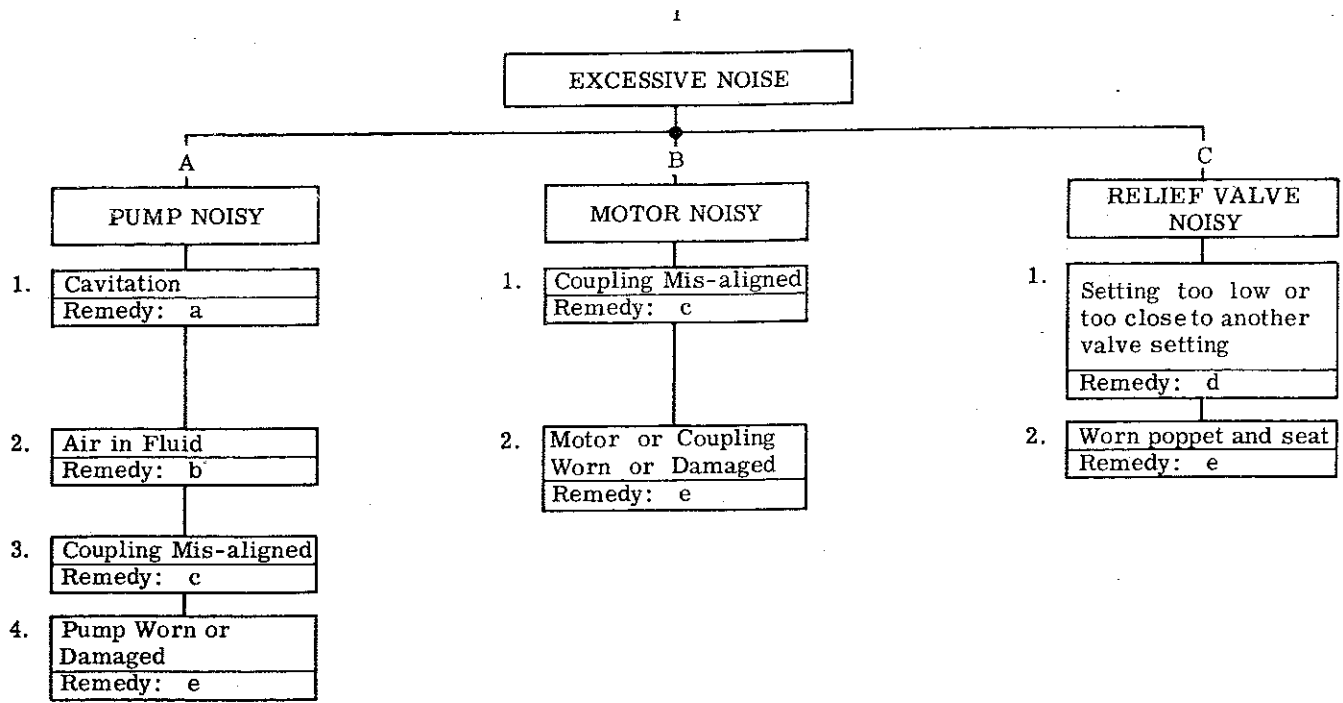 1
EXCESSIVE NOISE
A
PUMP NOISY
1. Cavitation
Remedy: a
2. Air in Fluid
Remedy: b
3. Coupling Mis-aligned
Remedy: c
4. Pump Worn or
Damaged
Remedy: e
B
MOTOR NOISY
1. Coupling Mis-aligned
Remedy: c
2. Motor or Coupling
Worn or Damaged
Remedy: e
C
RELIEF VALVE
NOISY
1. Setting too low or
too close to another
valve setting
Remedy: d
2. Worn poppet and seat
Remedy: e